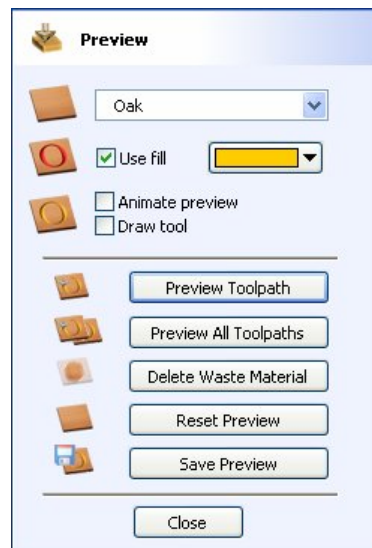 Preview
Oak
Use fill
Animate preview
Draw tool
Preview Toolpath
Preview All Toolpaths
Delete Waste Material
Reset Preview
Save Preview
Close